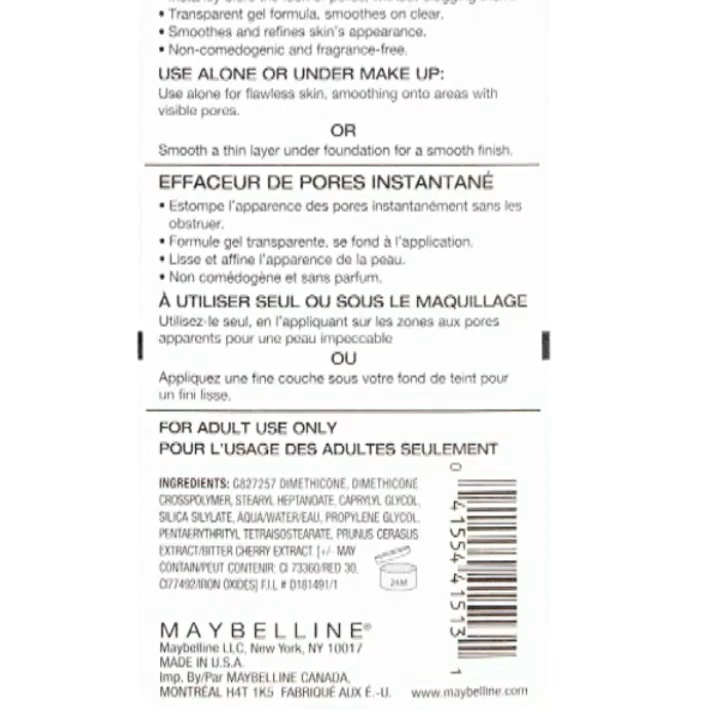 • Transparent gel formula, smoothes on clear.
• Smoothes and refines skin's appearance.
• Non-comedogenic and fragrance-free.
USE ALONE OR UNDER MAKE UP:
Use alone for flawless skin, smoothing onto areas with
visible pores.
OR
Smooth a thin layer under foundation for a smooth finish.
EFFACEUR DE PORES INSTANTANÉ
• Estompe l'apparence des pores instantanément sans les
obstruer.
• Formule gel transparente, se fond à l'application.
• Lisse et affine l'apparence de la peau.
• Non comédogène et sans parfum.
À UTILISER SEUL OU SOUS LE MAQUILLAGE
Utilisez-le seul, en l'appliquant sur les zones aux pores
apparents pour une peau impeccable
OU
Appliquez une fine couche sous votre fond de teint pour
un fini lisse.
FOR ADULT USE ONLY
POUR L'USAGE DES ADULTES SEULEMENT
INGREDIENTS: G827257 DIMETHICONE, DIMETHICONE
CROSSPOLYMER, STEARYL HEPTANOATE, CAPRYLYL GLYCOL,
SILICA SILYLATE, AQUA/WATER/EAU, PROPYLENE GLYCOL,
PENTAERYTHRITYL TETRAISOSTEARATE, PRUNUS CERASUS
EXTRACT/BITTER CHERRY EXTRACT. [+/- MAY
CONTAIN/PEUT CONTENIR: CI 73360/RED 30,
CI77492/IRON OXIDES] F.I.L # D181491/1
24M
0 41554 41513 1
MAYBELLINE®
Maybelline LLC, New York, NY 10017
MADE IN U.S.A.
Imp. By/Par MAYBELLINE CANADA,
MONTRÉAL H4T 1K5 FABRIQUÉ AUX É.-U. www.maybelline.com